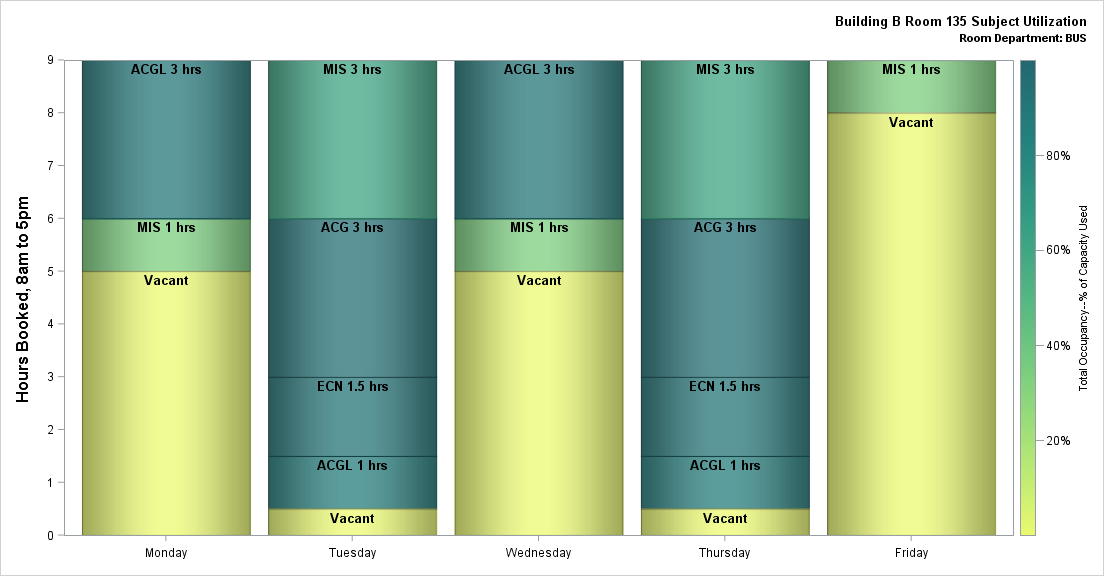 Building B Room 135 Subject Utilization
Room Department: BUS
Hours Booked, 8am to 5pm
9
8
7
6
5
4
3
2
1
0
ACGL 3 hrs
MIS 1 hrs
Vacant
MIS 3 hrs
ACG 3 hrs
ECN 1.5 hrs
ACGL 1 hrs
Vacant
ACGL 3 hrs
MIS 1 hrs
Vacant
MIS 3 hrs
ACG 3 hrs
ECN 1.5 hrs
ACGL 1 hrs
Vacant
MIS 1 hrs
Vacant
Monday
Tuesday
Wednesday
Thursday
Friday
80%
60%
40%
20%
Total Occupancy--% of Capacity Used